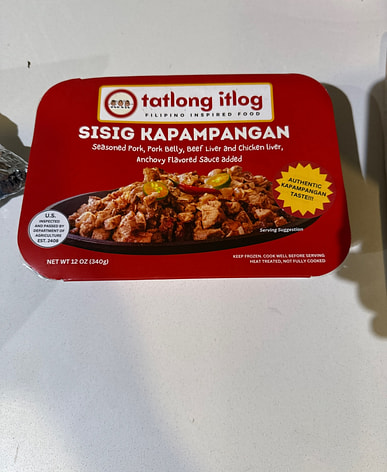 tatlong itlog
FILIPINO INSPIRED FOOD
SISIG KAPAMPANGAN
Seasoned Pork, Pork Belly, Beef Liver and Chicken liver,
Anchovy Flavored Sauce added
AUTHENTIC
KAPAMPANGAN
TASTE!!!
U.S.
INSPECTED
AND PASSED BY
DEPARTMENT OF
AGRICULTURE
EST. 2408
Serving Suggestion
NET WT 12 OZ (340g)
KEEP FROZEN. COOK WELL BEFORE SERVING
HEAT TREATED, NOT FULLY COOKED